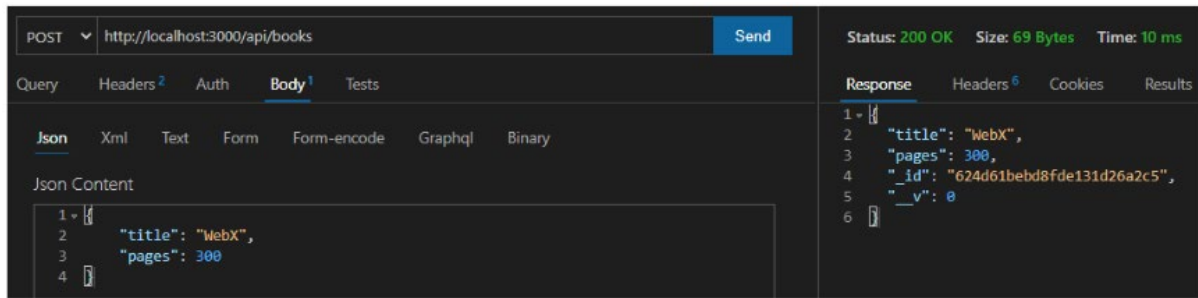 POST http://localhost:3000/api/books Send
Query Headers 2 Auth Body 1 Tests
Json Xml Text Form Form-encode Graphql Binary
Json Content
1 {
2 "title": "WebX",
3 "pages": 300
4 }
Status: 200 OK Size: 69 Bytes Time: 10 ms
Response Headers 6 Cookies Results
1 {
2 "title": "WebX",
3 "pages": 300,
4 "_id": "624d61bebd8fde131d26a2c5",
5 "__v": 0
6 }